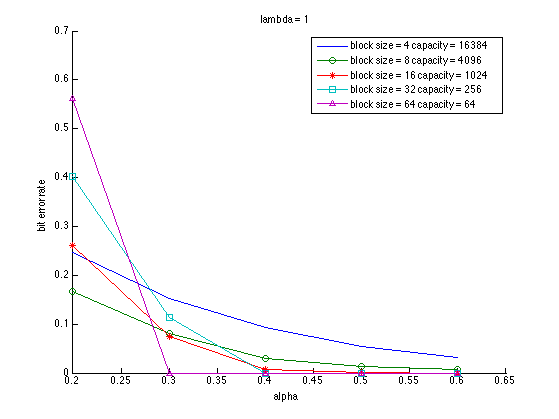 lambda = 1
block size = 4 capacity = 16384
block size = 8 capacity = 4096
block size = 16 capacity = 1024
block size = 32 capacity = 256
block size = 64 capacity = 64
0.7
0.6
0.5
0.4
0.3
0.2
0.1
0
bit error rate
0.2 0.25 0.3 0.35 0.4 0.45 0.5 0.55 0.6 0.65
alpha